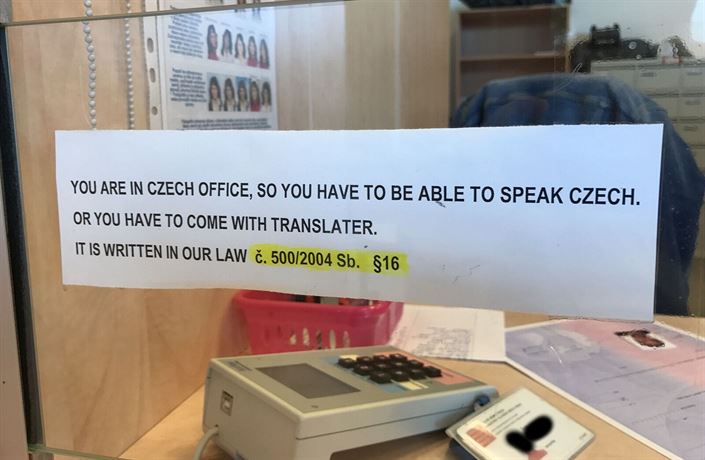 YOU ARE IN CZECH OFFICE, SO YOU HAVE TO BE ABLE TO SPEAK CZECH.
OR YOU HAVE TO COME WITH TRANSLATER.
IT IS WRITTEN IN OUR LAW č. 500/2004 Sb. §16